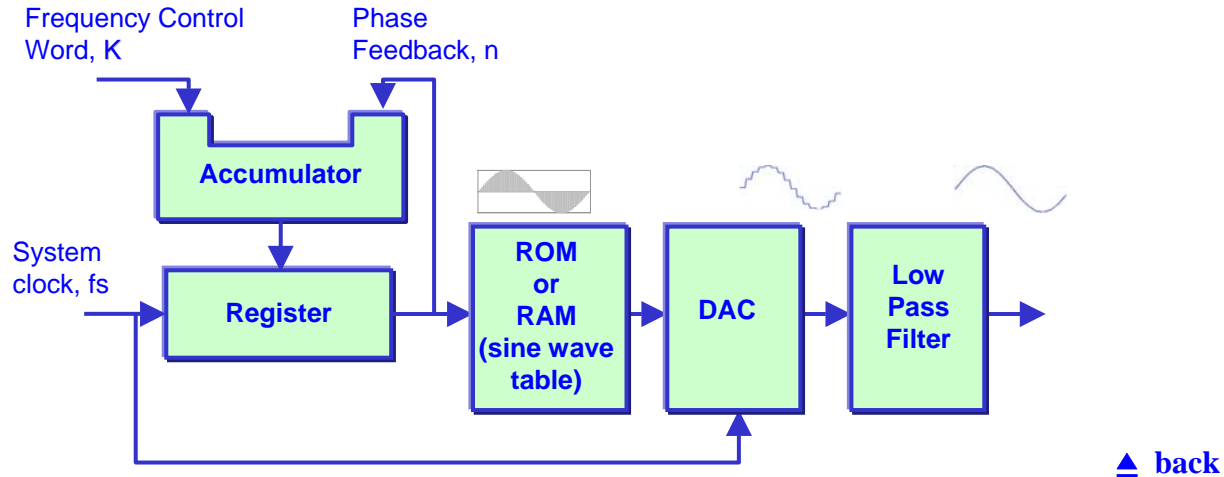 Frequency Control
Word, K
Phase
Feedback, n
Accumulator
System
clock, fs
Register
ROM
or
RAM
(sine wave
table)
DAC
Low
Pass
Filter
back